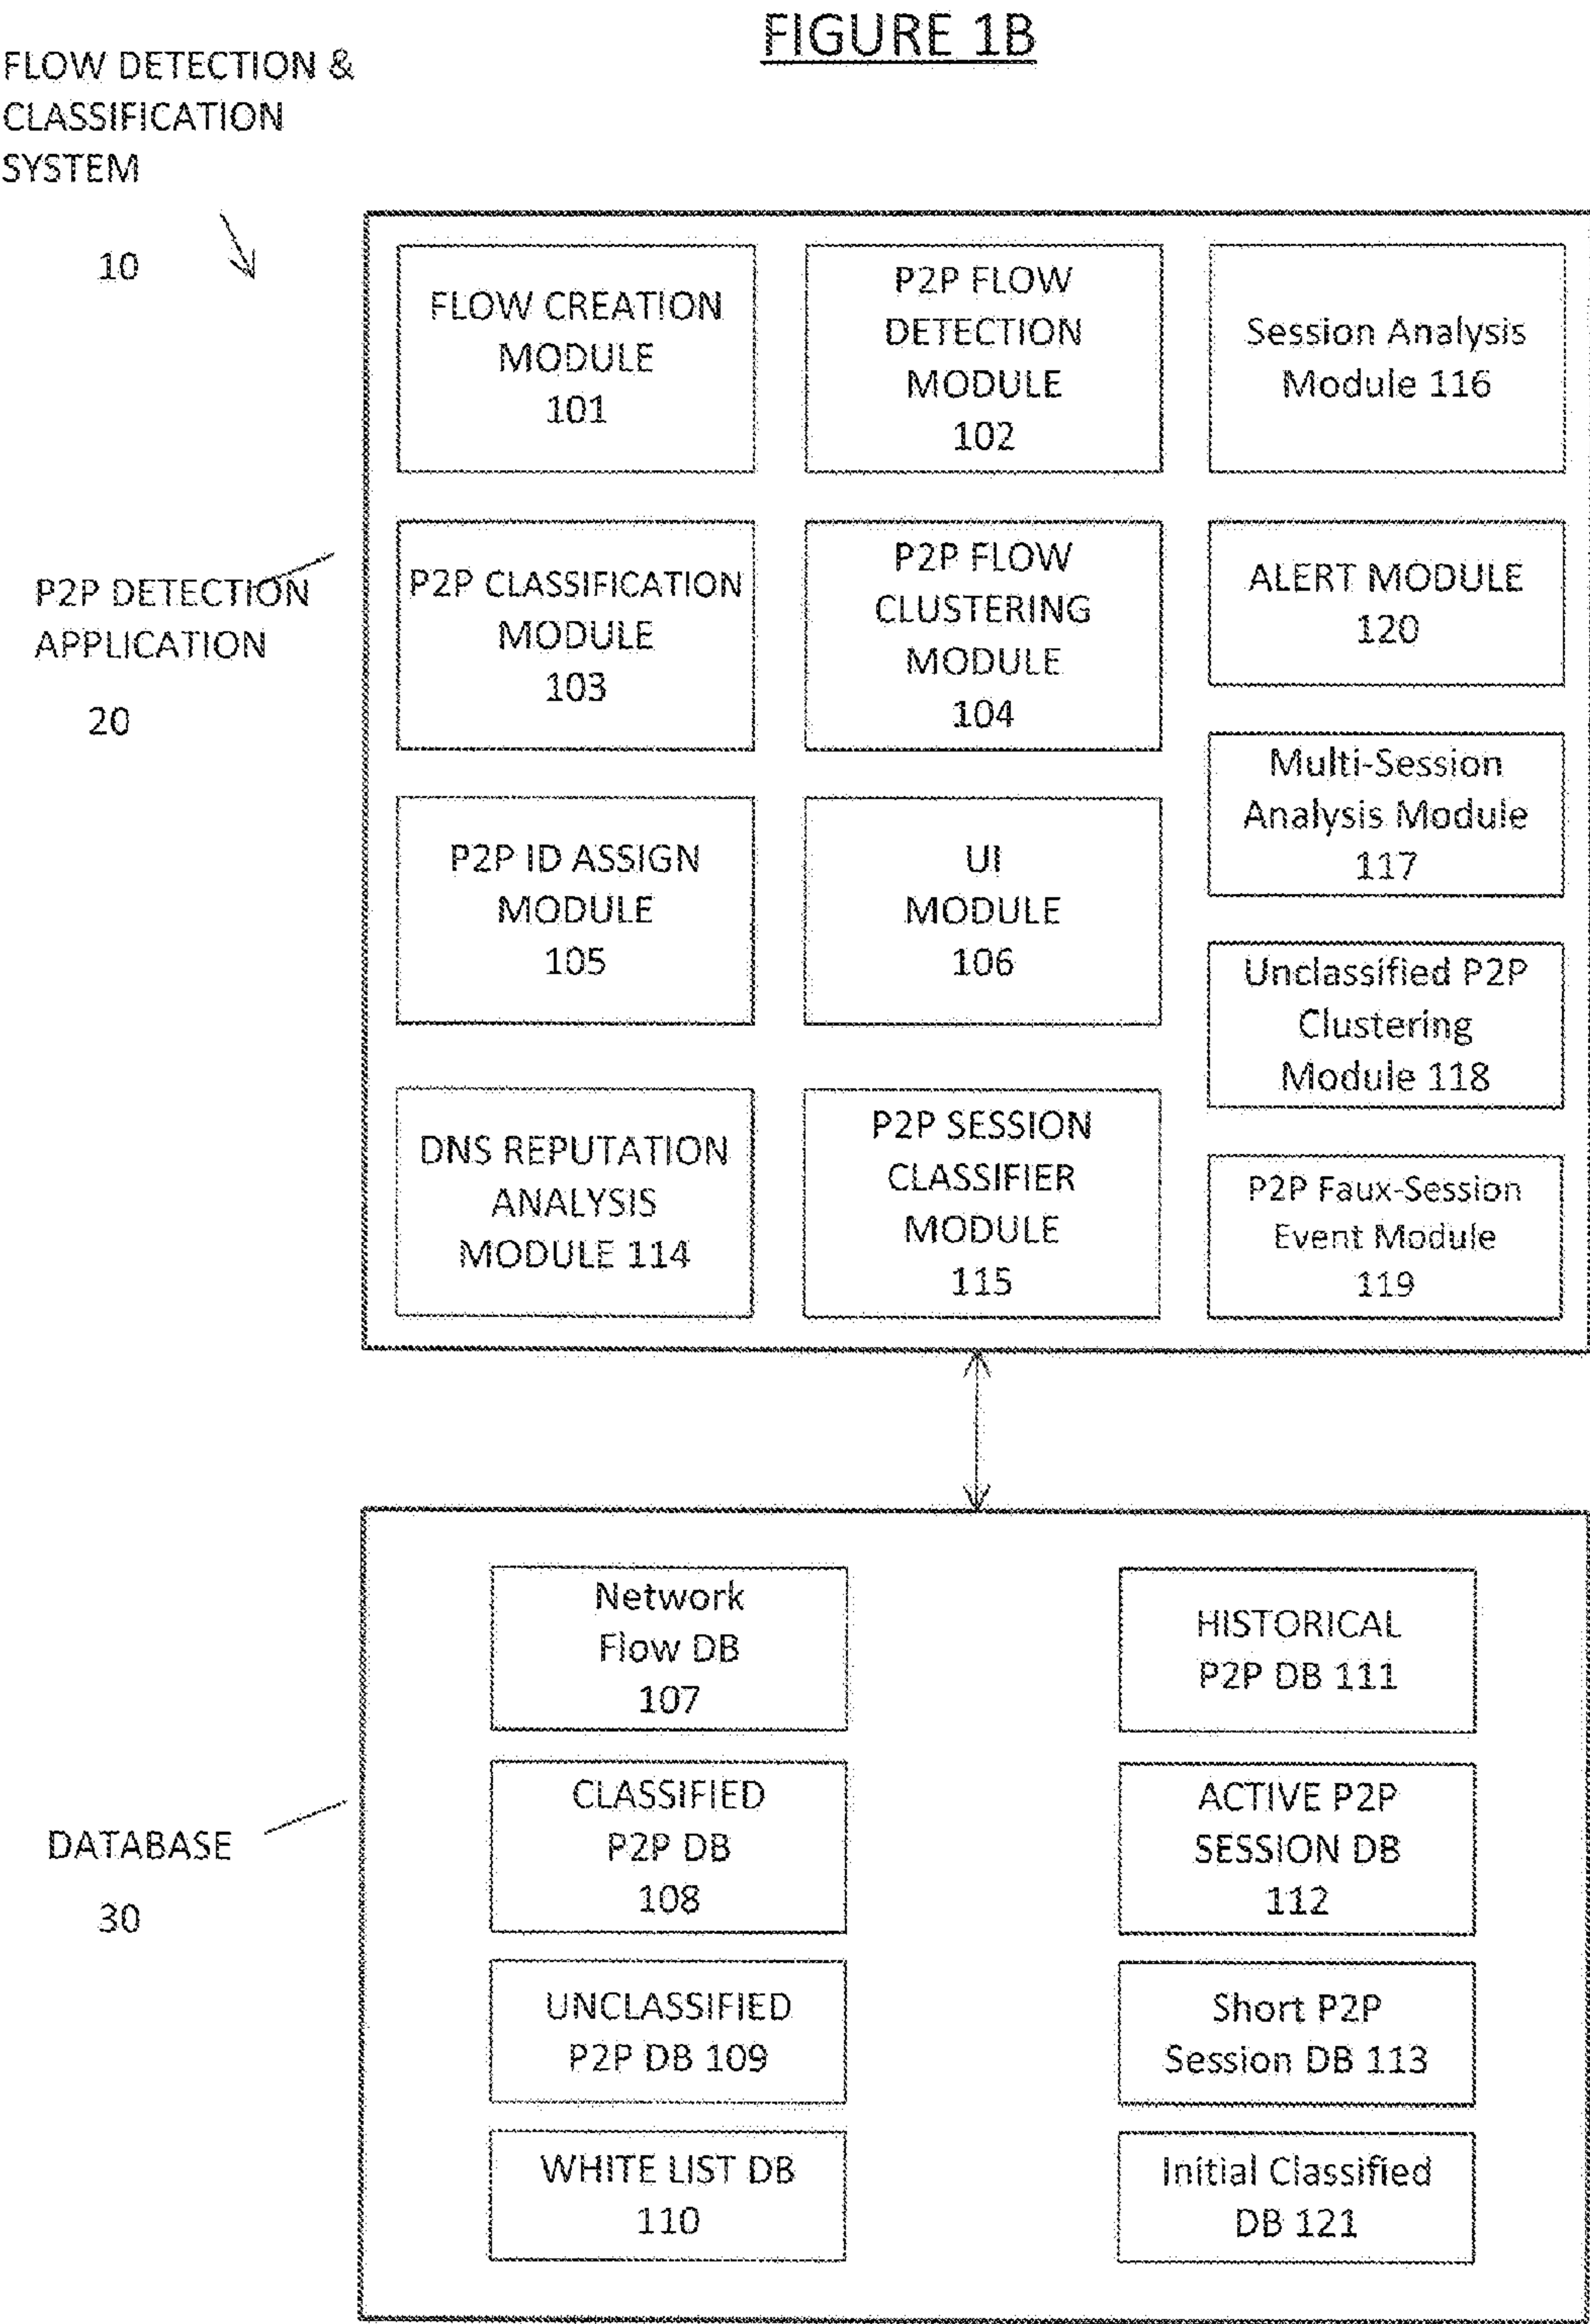 FIGURE 1B
FLOW DETECTION &
CLASSIFICATION
SYSTEM
10
P2P DETECTION
APPLICATION
20
FLOW CREATION
MODULE
101
P2P FLOW
DETECTION
MODULE
102
Session Analysis
Module 116
P2P CLASSIFICATION
MODULE
103
P2P FLOW
CLUSTERING
MODULE
104
ALERT MODULE
120
Multi-Session
Analysis Module
117
P2P ID ASSIGN
MODULE
105
UI
MODULE
106
Unclassified P2P
Clustering
Module 118
DNS REPUTATION
ANALYSIS
MODULE 114
P2P SESSION
CLASSIFIER
MODULE
115
P2P Faux-Session
Event Module
119
DATABASE
30
Network
Flow DB
107
HISTORICAL
P2P DB 111
CLASSIFIED
P2P DB
108
ACTIVE P2P
SESSION DB
112
UNCLASSIFIED
P2P DB 109
Short P2P
Session DB 113
WHITE LIST DB
110
Initial Classified
DB 121